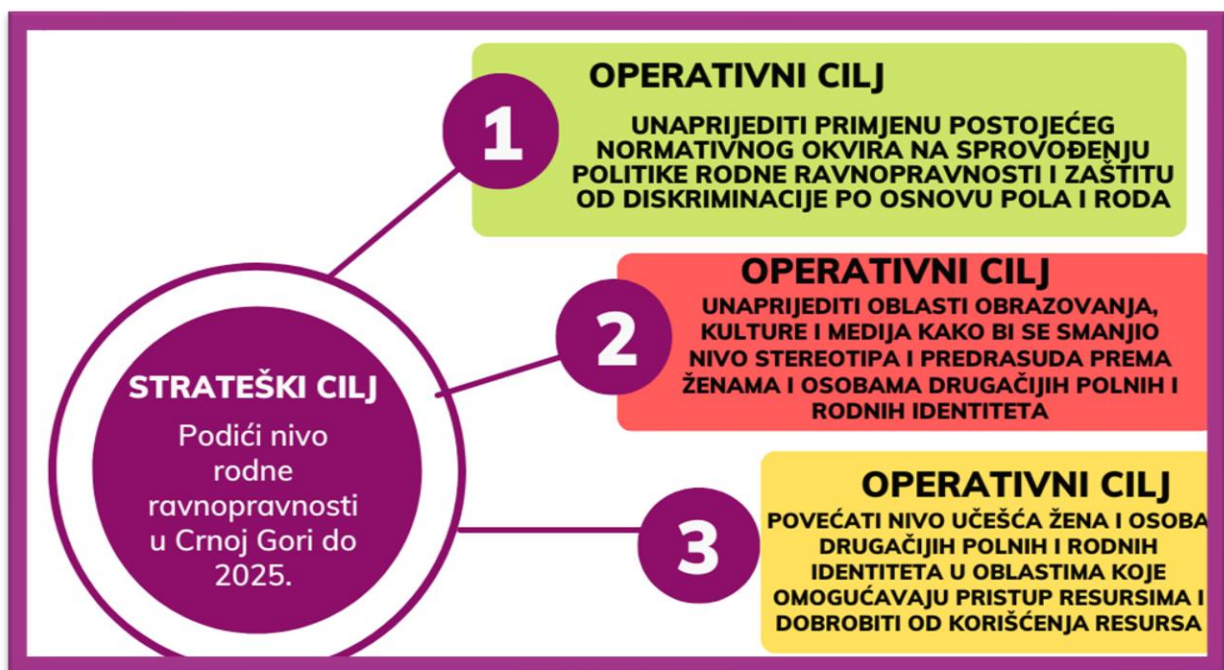 1
OPERATIVNI CILJ
UNAPRIJEDITI PRIMJENU POSTOJEĆEG
NORMATIVNOG OKVIRA NA SPROVOĐENJU
POLITIKE RODNE RAVNOPRAVNOSTI I ZAŠTITU
OD DISKRIMINACIJE PO OSNOVU POLA I RODA
2
OPERATIVNI CILJ
UNAPRIJEDITI OBLASTI OBRAZOVANJA,
KULTURE I MEDIJA KAKO BI SE SMANJIO
NIVO STEREOTIPA I PREDRASUDA PREMA
ŽENAMA I OSOBAMA DRUGAČIJIH POLNIH I
RODNIH IDENTITETA
STRATEŠKI CILJ
Podići nivo
rodne
ravnopravnosti
u Crnoj Gori do
2025.
3
OPERATIVNI CILJ
POVEĆATI NIVO UČEŠĆA ŽENA I OSOBA
DRUGAČIJIH POLNIH I RODNIH
IDENTITETA U OBLASTIMA KOJE
OMOGUĆAVAJU PRISTUP RESURSIMA I
DOBROBITI OD KORIŠĆENJA RESURSA